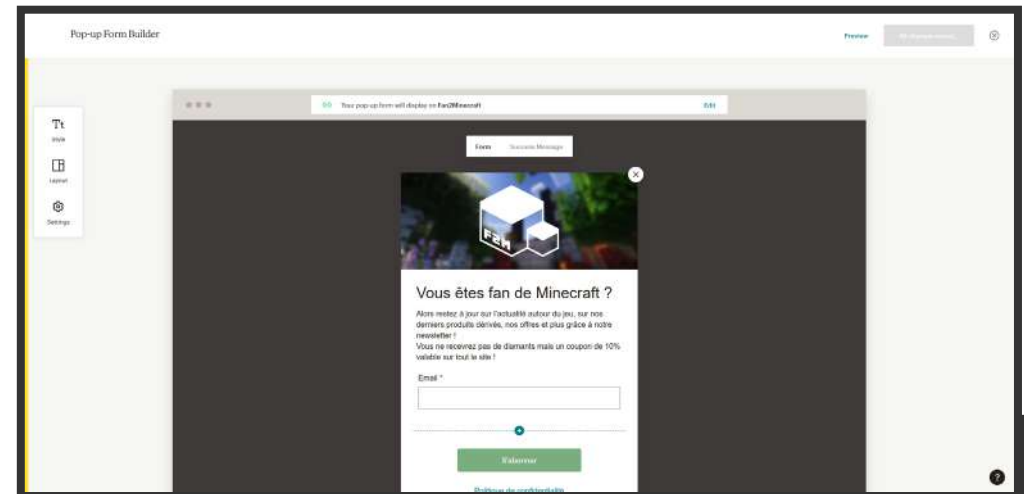 Pop-up Form Builder
Preview
Your pop-up form will display on Fan2Minecraft
Edit
Tt
Style
Layout
Settings
Form
Success Message
F2M
Vous êtes fan de Minecraft ?
Alors restez à jour sur l'actualité autour du jeu, sur nos
derniers produits dérivés, nos offres et plus grâce à notre
newsletter !
Vous ne recevrez pas de diamants mais un coupon de 10%
valable sur tout le site !
Email *
S'abonner
Politique de confidentialité
?